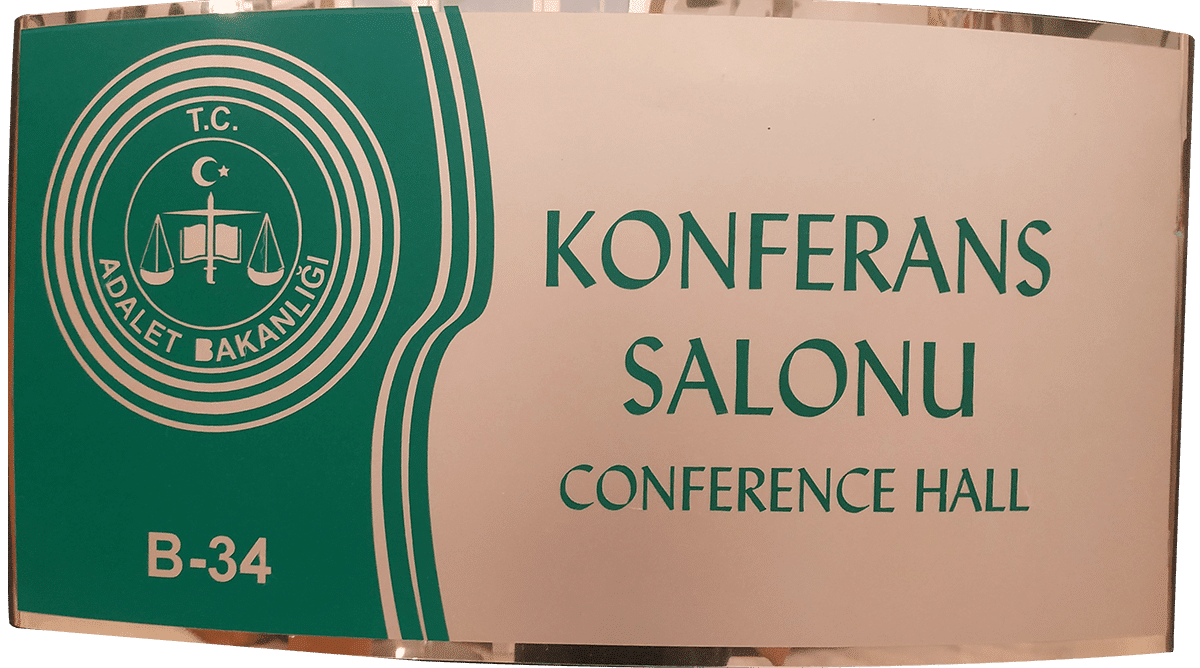 T.C.
ADALET BAKANLIĞI
B-34
KONFERANS
SALONU
CONFERENCE HALL